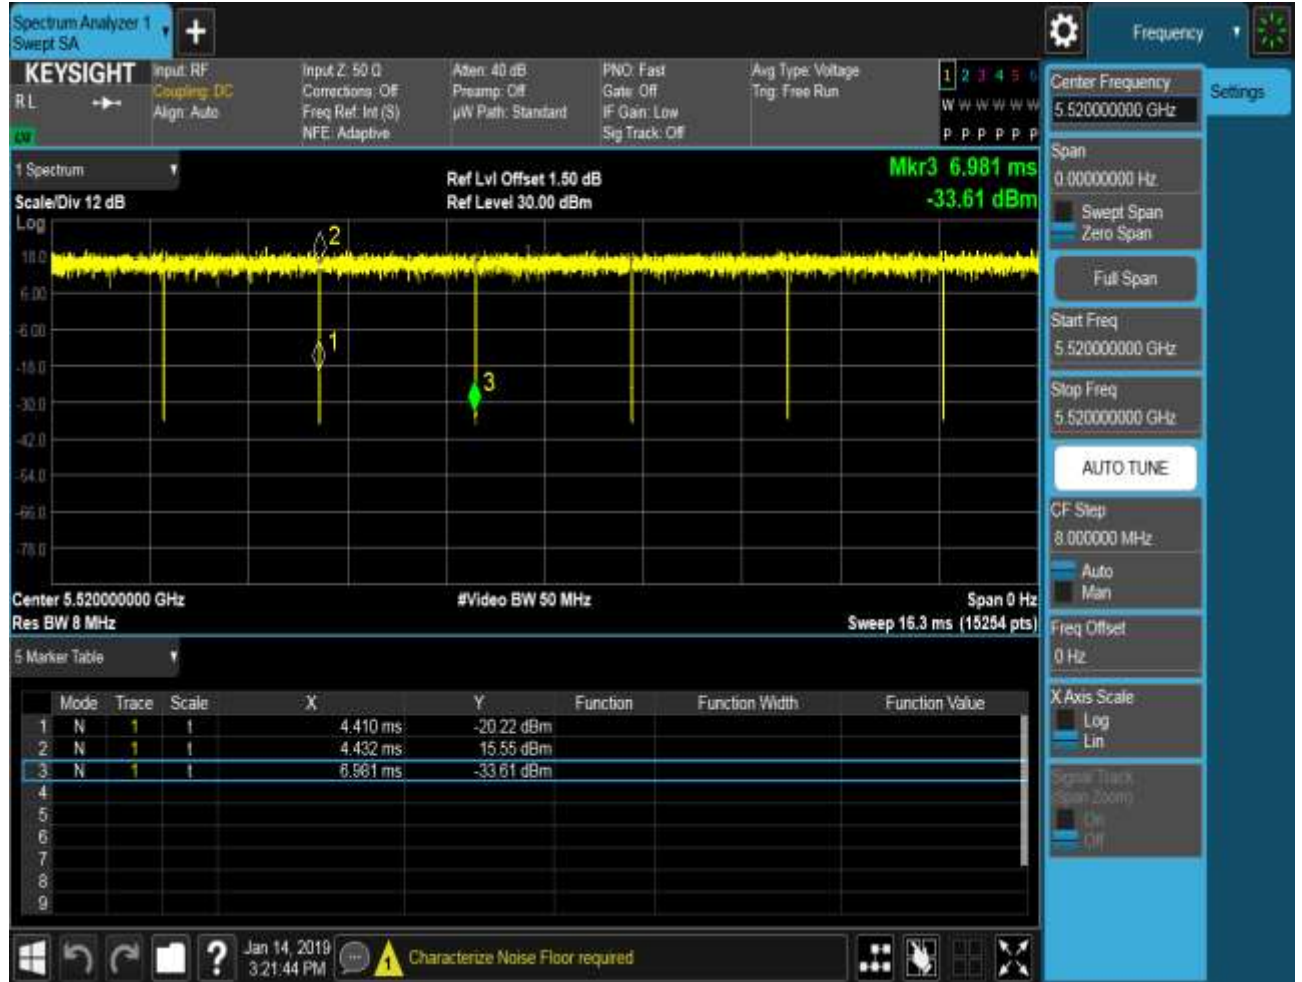 Spectrum Analyzer 1
Swept SA
Frequency
KEYSIGHT
RL
LXI
Input: RF
Coupling: DC
Align: Auto
Input Z: 50 Ω
Corrections: Off
Freq Ref: Int (S)
NFE: Adaptive
Atten: 40 dB
Preamp: Off
µW Path: Standard
PNO: Fast
Gate: Off
IF Gain: Low
Sig Track: Off
Avg Type: Voltage
Trig: Free Run
1 2 3 4 5 6
W W W W W W
P P P P P P
1 Spectrum
Scale/Div 12 dB
Log
Ref Lvl Offset 1.50 dB
Ref Level 30.00 dBm
Mkr3 6.981 ms
-33.61 dBm
18.0
6.00
-6.00
-18.0
-30.0
-42.0
-54.0
-66.0
-78.0
2
1
3
Center 5.520000000 GHz
#Video BW 50 MHz
Span 0 Hz
Res BW 8 MHz
Sweep 16.3 ms (15254 pts)
5 Marker Table
Mode Trace Scale X Y Function Function Width Function Value
1 N 1 t 4.410 ms -20.22 dBm
2 N 1 t 4.432 ms 15.55 dBm
3 N 1 t 6.981 ms -33.61 dBm
4
5
6
7
8
9
Center Frequency
5.520000000 GHz
Settings
Span
0.00000000 Hz
Swept Span
Zero Span
Full Span
Start Freq
5.520000000 GHz
Stop Freq
5.520000000 GHz
AUTO TUNE
CF Step
8.000000 MHz
Auto
Man
Freq Offset
0 Hz
X Axis Scale
Log
Lin
Signal Track
(Span Zoom)
On
Off
?
Jan 14, 2019
3:21:44 PM
1
Characterize Noise Floor required